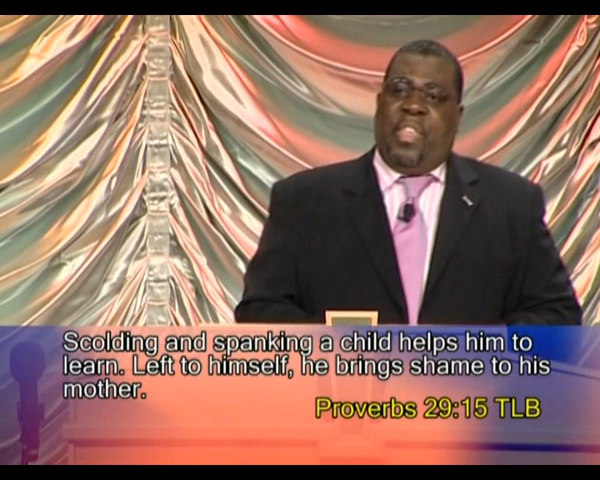 Scolding and spanking a child helps him to
learn. Left to himself, he brings shame to his
mother.
Proverbs 29:15 TLB